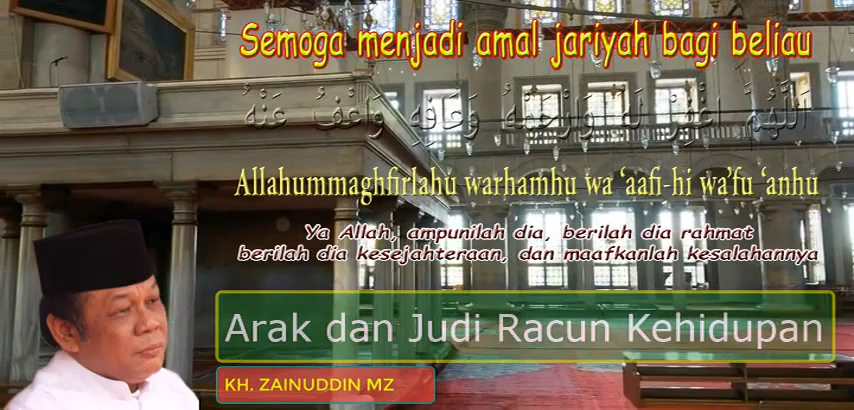 Semoga menjadi amal jariyah bagi beliau
اَللّٰهُمَّ اغْفِرْ لَهُ وَارْحَمْهُ وَعَافِهِ وَاعْفُ عَنْهُ
Allahummaghfirlahu warhamhu wa ‘aafi-hi wa’fu ‘anhu
Ya Allah, ampunilah dia, berilah dia rahmat
berilah dia kesejahteraan, dan maafkanlah kesalahannya
Arak dan Judi Racun Kehidupan
KH. ZAINUDDIN MZ